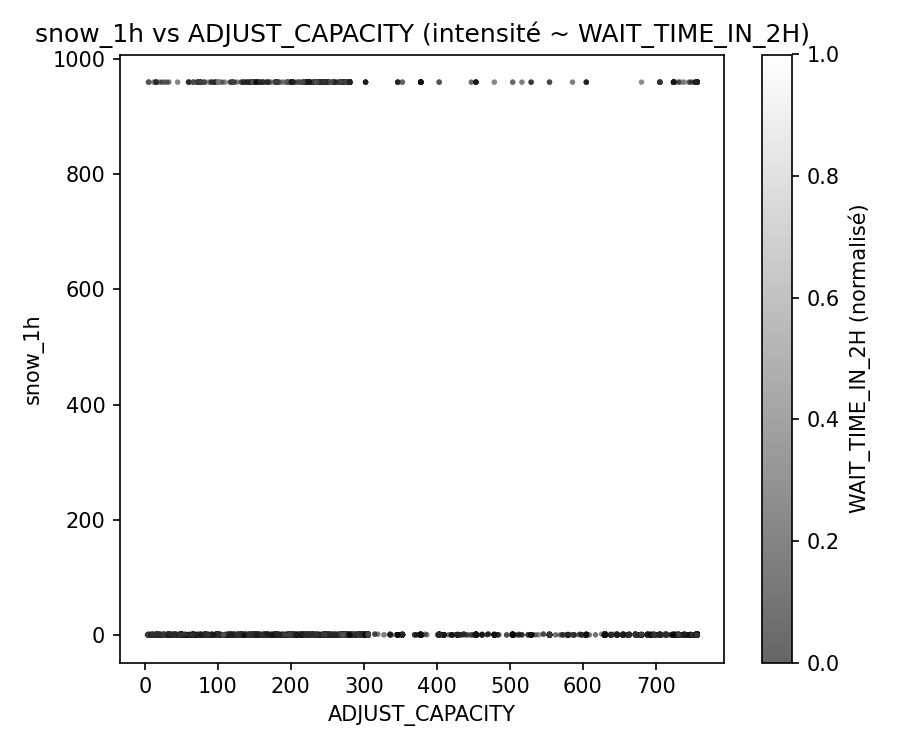 snow_1h vs ADJUST_CAPACITY (intensité ~ WAIT_TIME_IN_2H)
1000
800
600
400
200
0
snow_1h
0 100 200 300 400 500 600 700
ADJUST_CAPACITY
1.0
0.8
0.6
0.4
0.2
0.0
WAIT_TIME_IN_2H (normalisé)